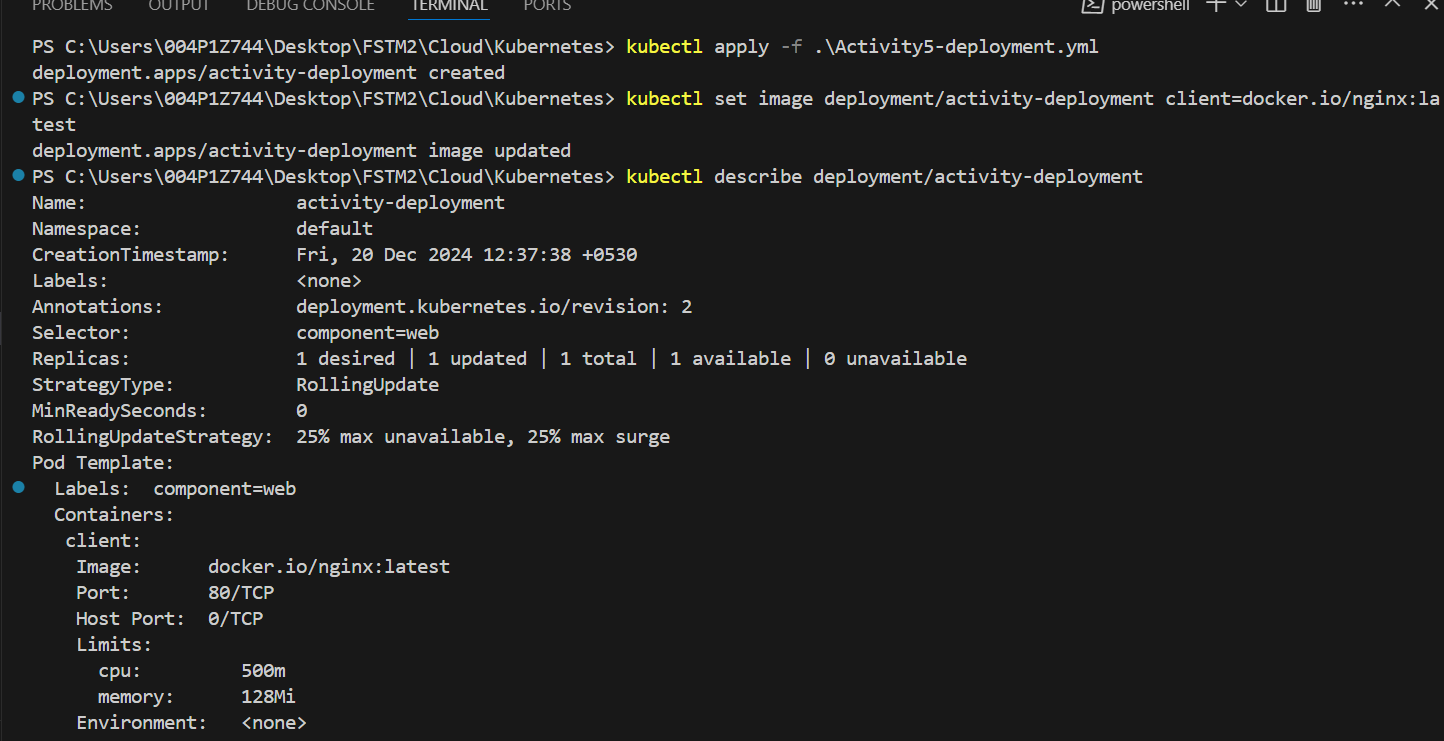 PROBLEMS OUTPUT DEBUG CONSOLE TERMINAL PORTS powershell
PS C:\Users\004P1Z744\Desktop\FSTM2\Cloud\Kubernetes> kubectl apply -f .\Activity5-deployment.yml
deployment.apps/activity-deployment created
PS C:\Users\004P1Z744\Desktop\FSTM2\Cloud\Kubernetes> kubectl set image deployment/activity-deployment client=docker.io/nginx:la
test
deployment.apps/activity-deployment image updated
PS C:\Users\004P1Z744\Desktop\FSTM2\Cloud\Kubernetes> kubectl describe deployment/activity-deployment
Name:                   activity-deployment
Namespace:              default
CreationTimestamp:      Fri, 20 Dec 2024 12:37:38 +0530
Labels:                 <none>
Annotations:            deployment.kubernetes.io/revision: 2
Selector:               component=web
Replicas:               1 desired | 1 updated | 1 total | 1 available | 0 unavailable
StrategyType:           RollingUpdate
MinReadySeconds:        0
RollingUpdateStrategy:  25% max unavailable, 25% max surge
Pod Template:
  Labels:  component=web
  Containers:
   client:
    Image:      docker.io/nginx:latest
    Port:       80/TCP
    Host Port:  0/TCP
    Limits:
      cpu:         500m
      memory:      128Mi
    Environment:   <none>